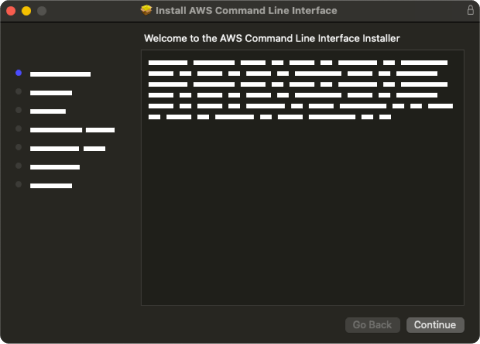 Install AWS Command Line Interface
Welcome to the AWS Command Line Interface Installer
Go Back
Continue